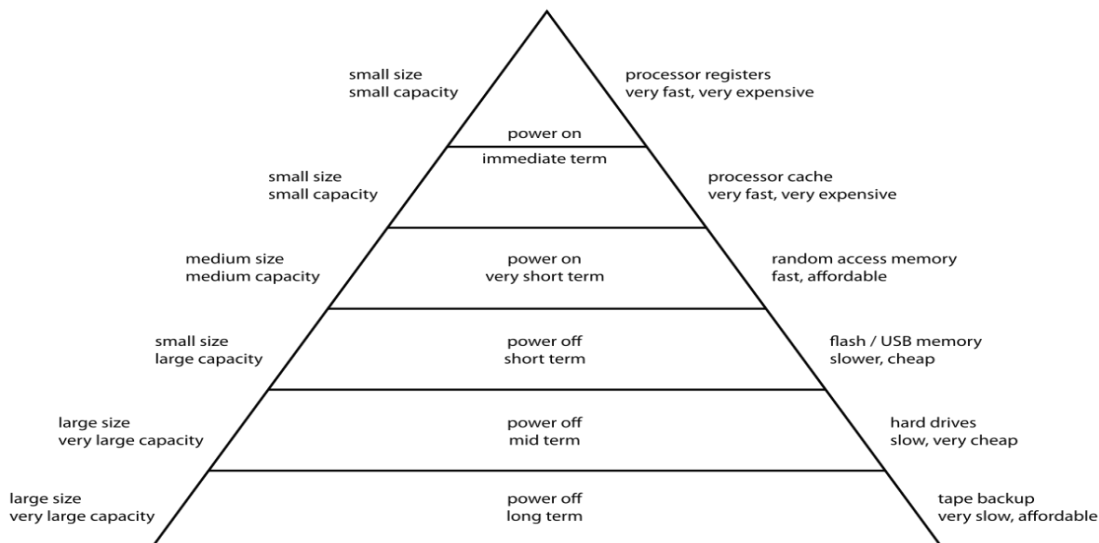 small size
small capacity
processor registers
very fast, very expensive
power on
immediate term
small size
small capacity
processor cache
very fast, very expensive
medium size
medium capacity
power on
very short term
random access memory
fast, affordable
small size
large capacity
power off
short term
flash / USB memory
slower, cheap
large size
very large capacity
power off
mid term
hard drives
slow, very cheap
large size
very large capacity
power off
long term
tape backup
very slow, affordable